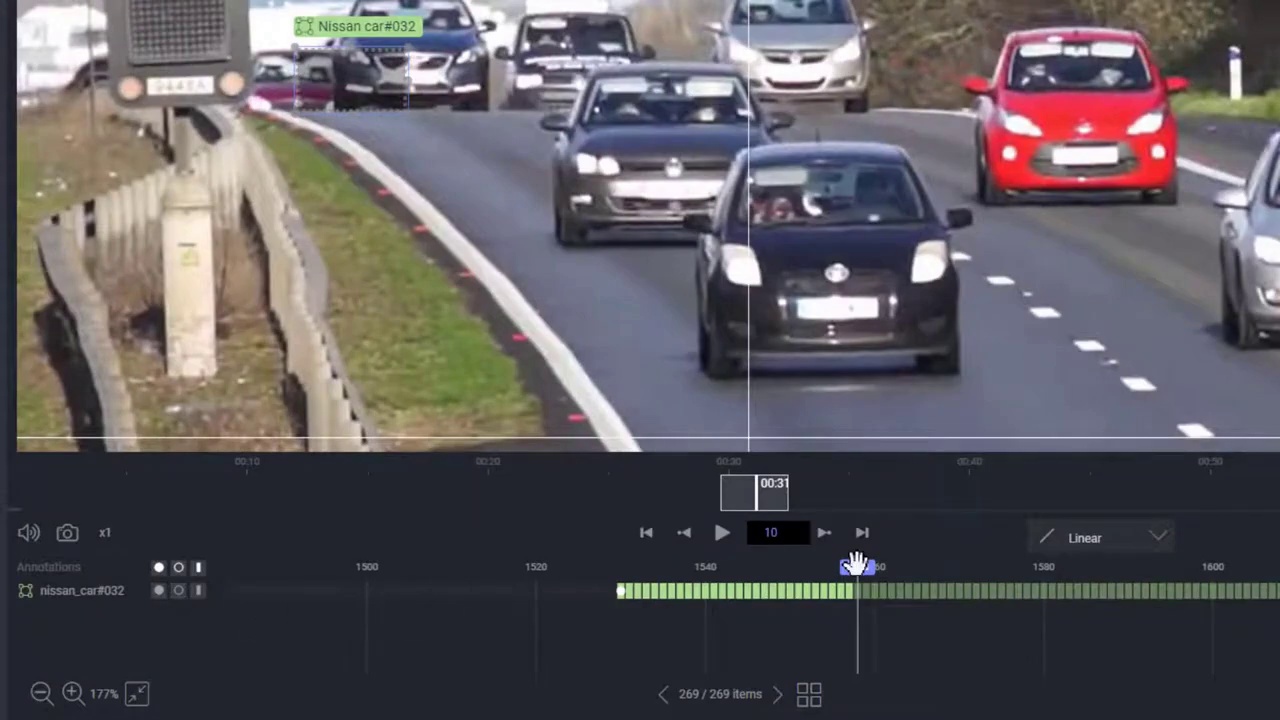 Nissan car#032
00:10 00:20 00:30 00:40 00:50
00:31
x1 10 Linear
Annotations 1500 1520 1540 1580 1600
nissan_car#032
177% 269 / 269 items